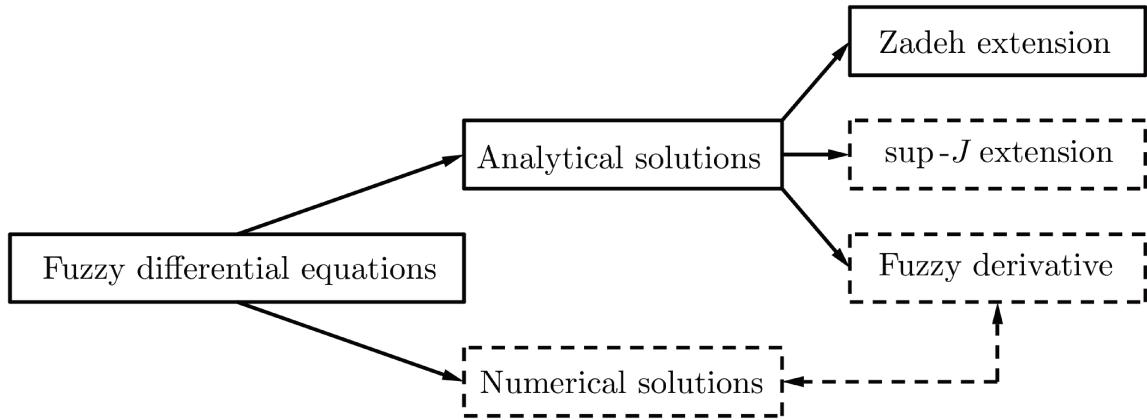 Zadeh extension
Analytical solutions
sup-J extension
Fuzzy differential equations
Fuzzy derivative
Numerical solutions